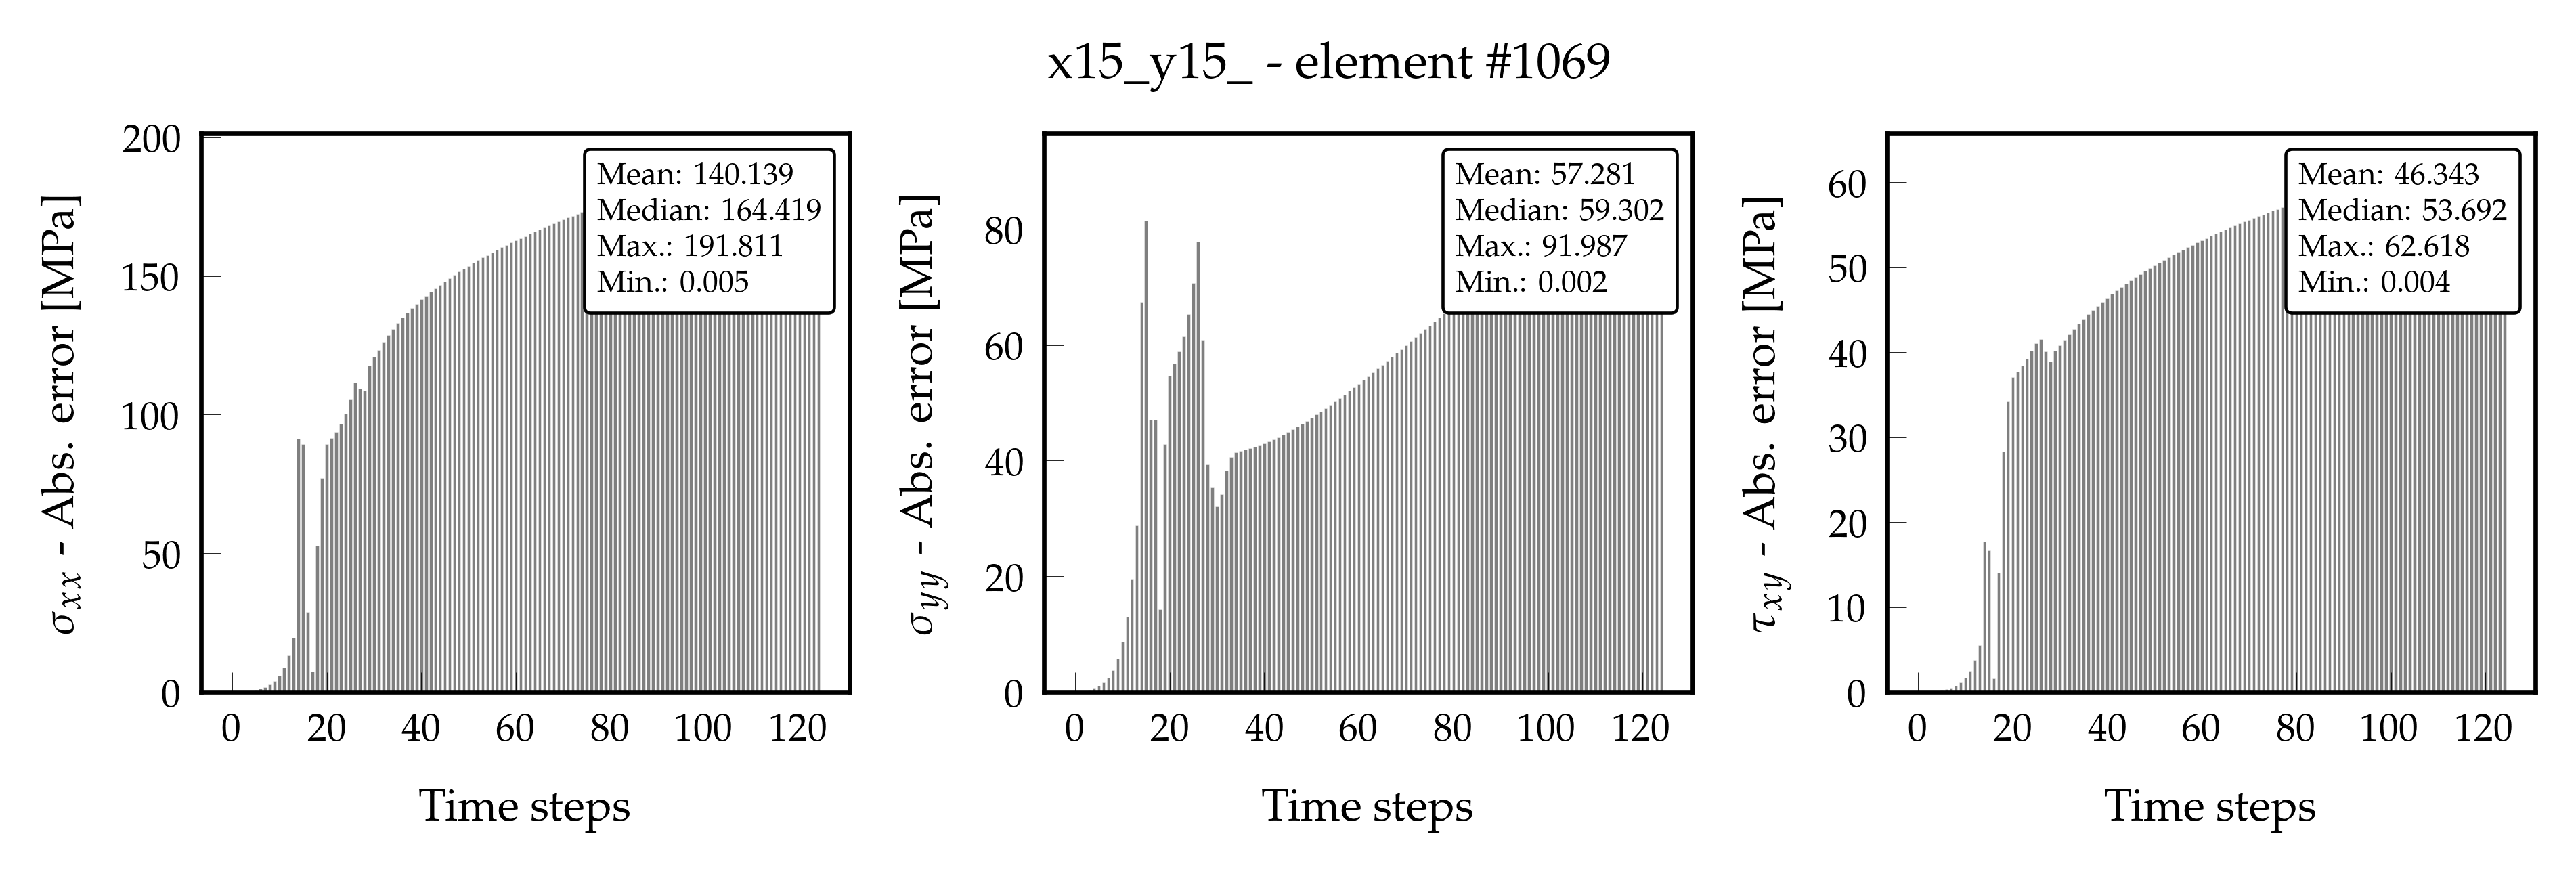 x15_y15_ - element #1069
σxx - Abs. error [MPa]
200
150
100
50
0
0 20 40 60 80 100 120
Time steps
Mean: 140.139
Median: 164.419
Max.: 191.811
Min.: 0.005
σyy - Abs. error [MPa]
80
60
40
20
0
0 20 40 60 80 100 120
Time steps
Mean: 57.281
Median: 59.302
Max.: 91.987
Min.: 0.002
τxy - Abs. error [MPa]
60
50
40
30
20
10
0
0 20 40 60 80 100 120
Time steps
Mean: 46.343
Median: 53.692
Max.: 62.618
Min.: 0.004